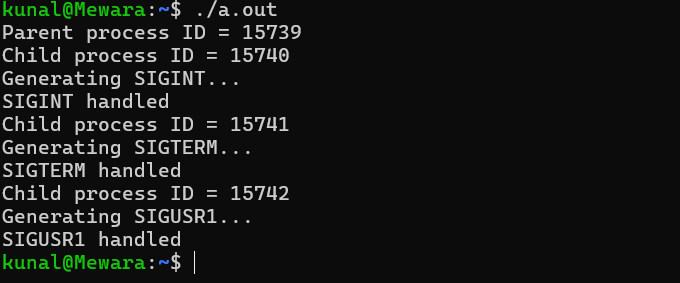 kunal@Mewara:~$ ./a.out
Parent process ID = 15739
Child process ID = 15740
Generating SIGINT...
SIGINT handled
Child process ID = 15741
Generating SIGTERM...
SIGTERM handled
Child process ID = 15742
Generating SIGUSR1...
SIGUSR1 handled
kunal@Mewara:~$